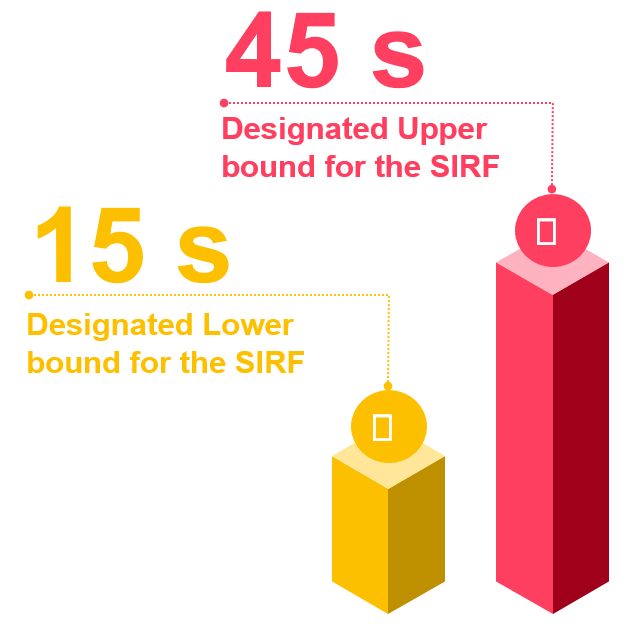 45 s
Designated Upper
bound for the SIRF
15 s
Designated Lower
bound for the SIRF